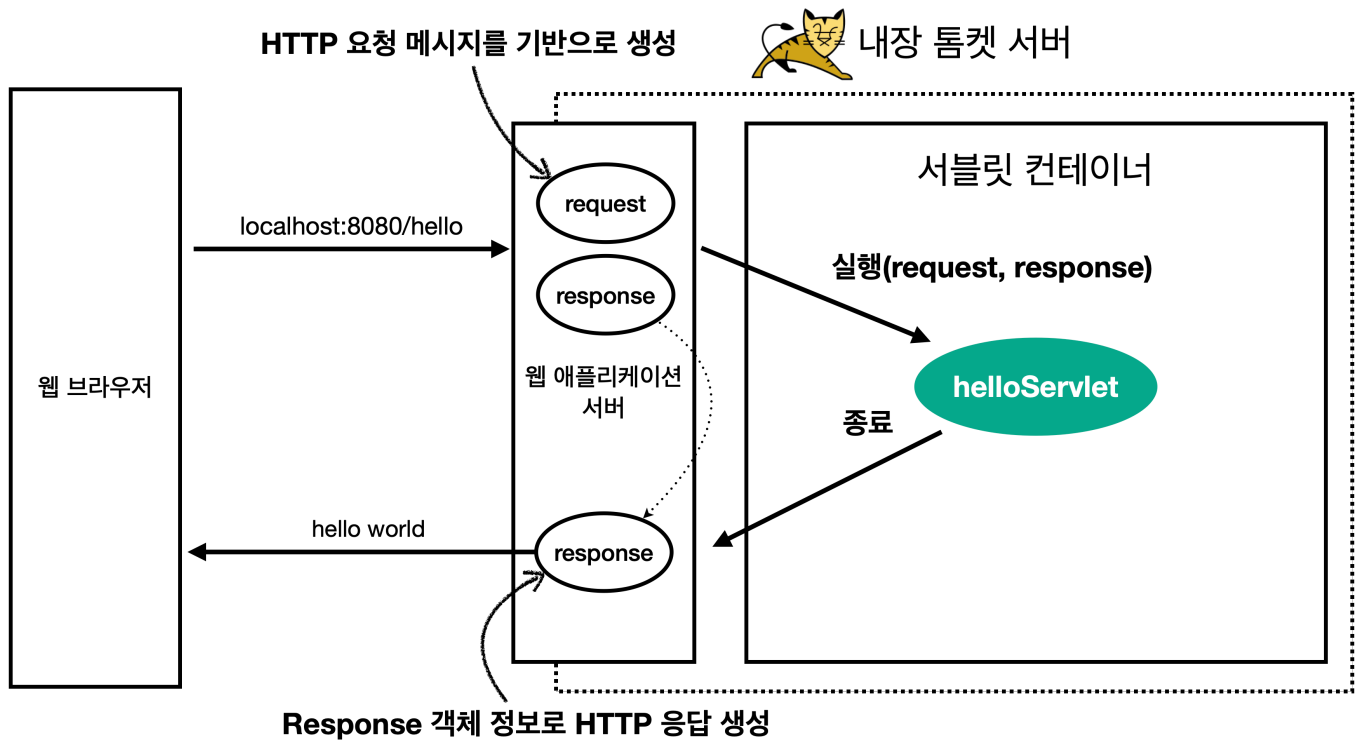 HTTP 요청 메시지를 기반으로 생성
내장 톰켓 서버
서블릿 컨테이너
request
localhost:8080/hello
실행(request, response)
response
웹 브라우저
웹 애플리케이션
서버
helloServlet
종료
hello world
response
Response 객체 정보로 HTTP 응답 생성